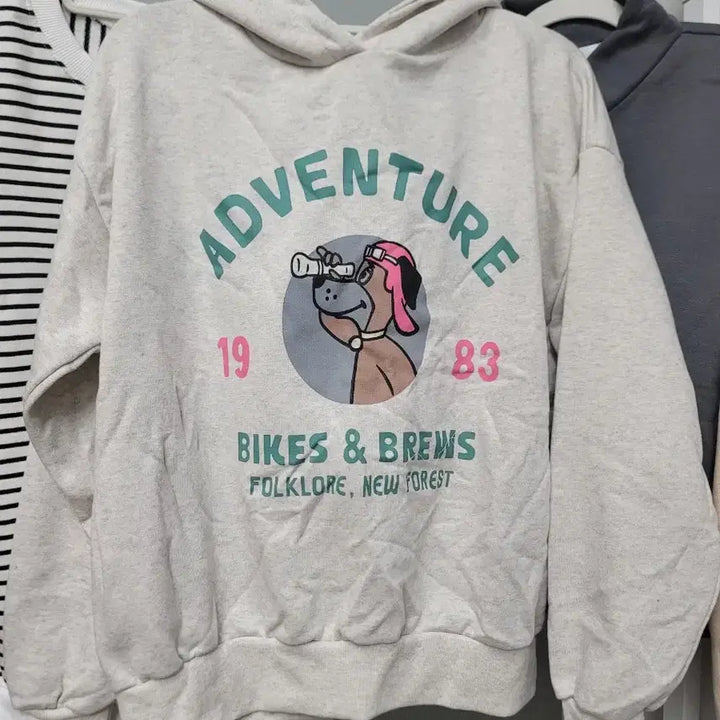 ADVENTURE
19 83
BIKES & BREWS
FOLKLORE, NEW FOREST